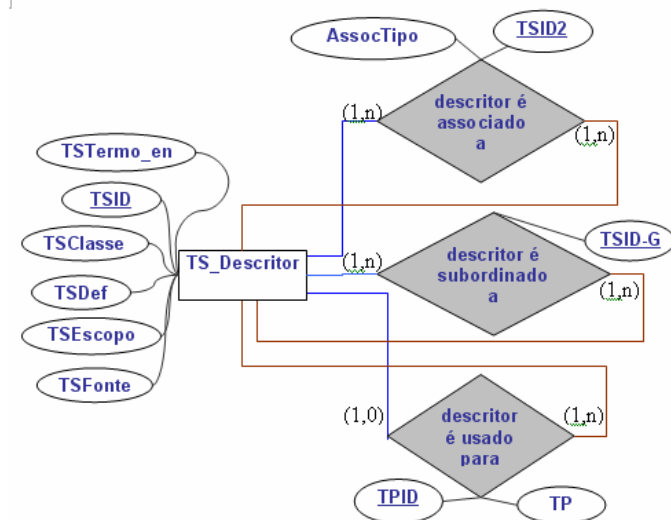 AssocTipo
TSID2
descritor é
associado
a
(1,n)
(1,n)
TSTermo_en
TSID
TSClasse
TSDef
TSEscopo
TSFonte
TS_Descritor
(1,n)
descritor é
subordinado
a
TSID-G
(1,n)
(1,0)
descritor
é usado
para
(1,n)
TPID
TP